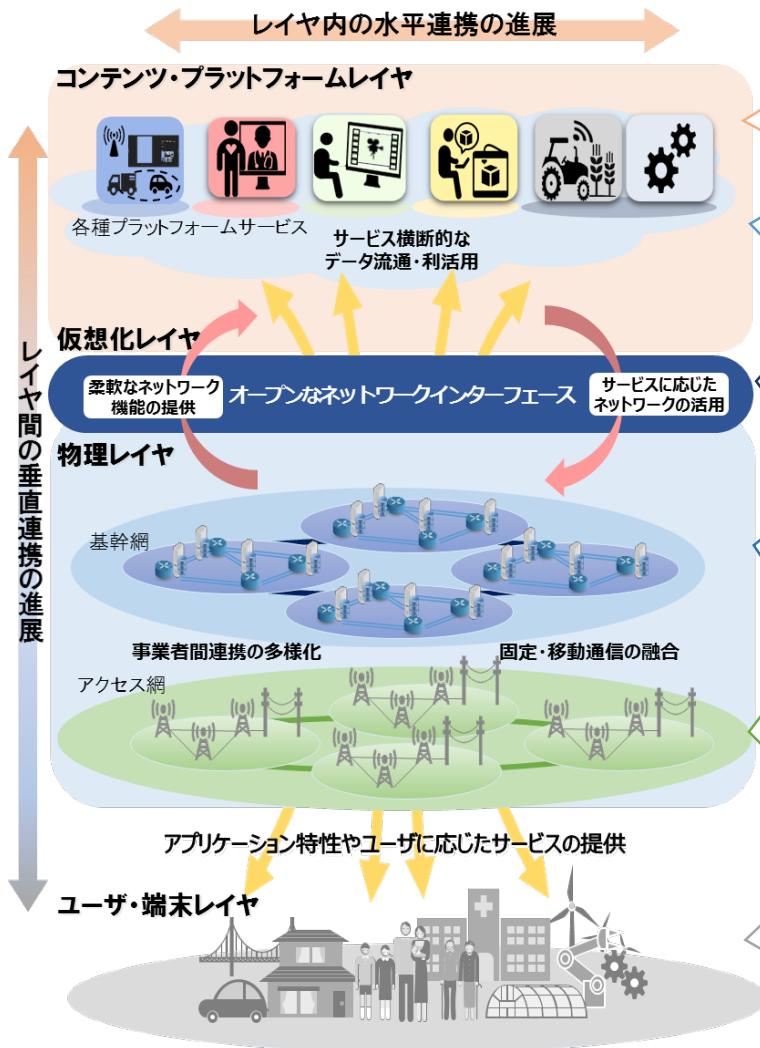 レイヤ内の水平連携の進展
コンテンツ・プラットフォームレイヤ
各種プラットフォームサービス
サービス横断的な
データ流通・利活用
仮想化レイヤ
柔軟なネットワーク
機能の提供
オープンなネットワークインターフェース
サービスに応じた
ネットワークの活用
レイヤ間の垂直連携の進展
物理レイヤ
基幹網
事業者間連携の多様化
固定・移動通信の融合
アクセス網
アプリケーション特性やユーザに応じたサービスの提供
ユーザ・端末レイヤ